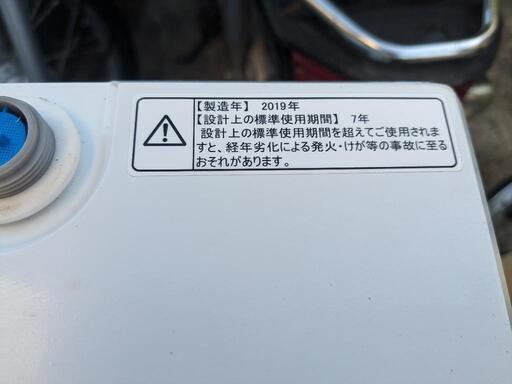 【製造年】 2019年
【設計上の標準使用期間】 7年
設計上の標準使用期間を超えてご使用されま
すと、経年劣化による発火・けが等の事故に至る
おそれがあります。